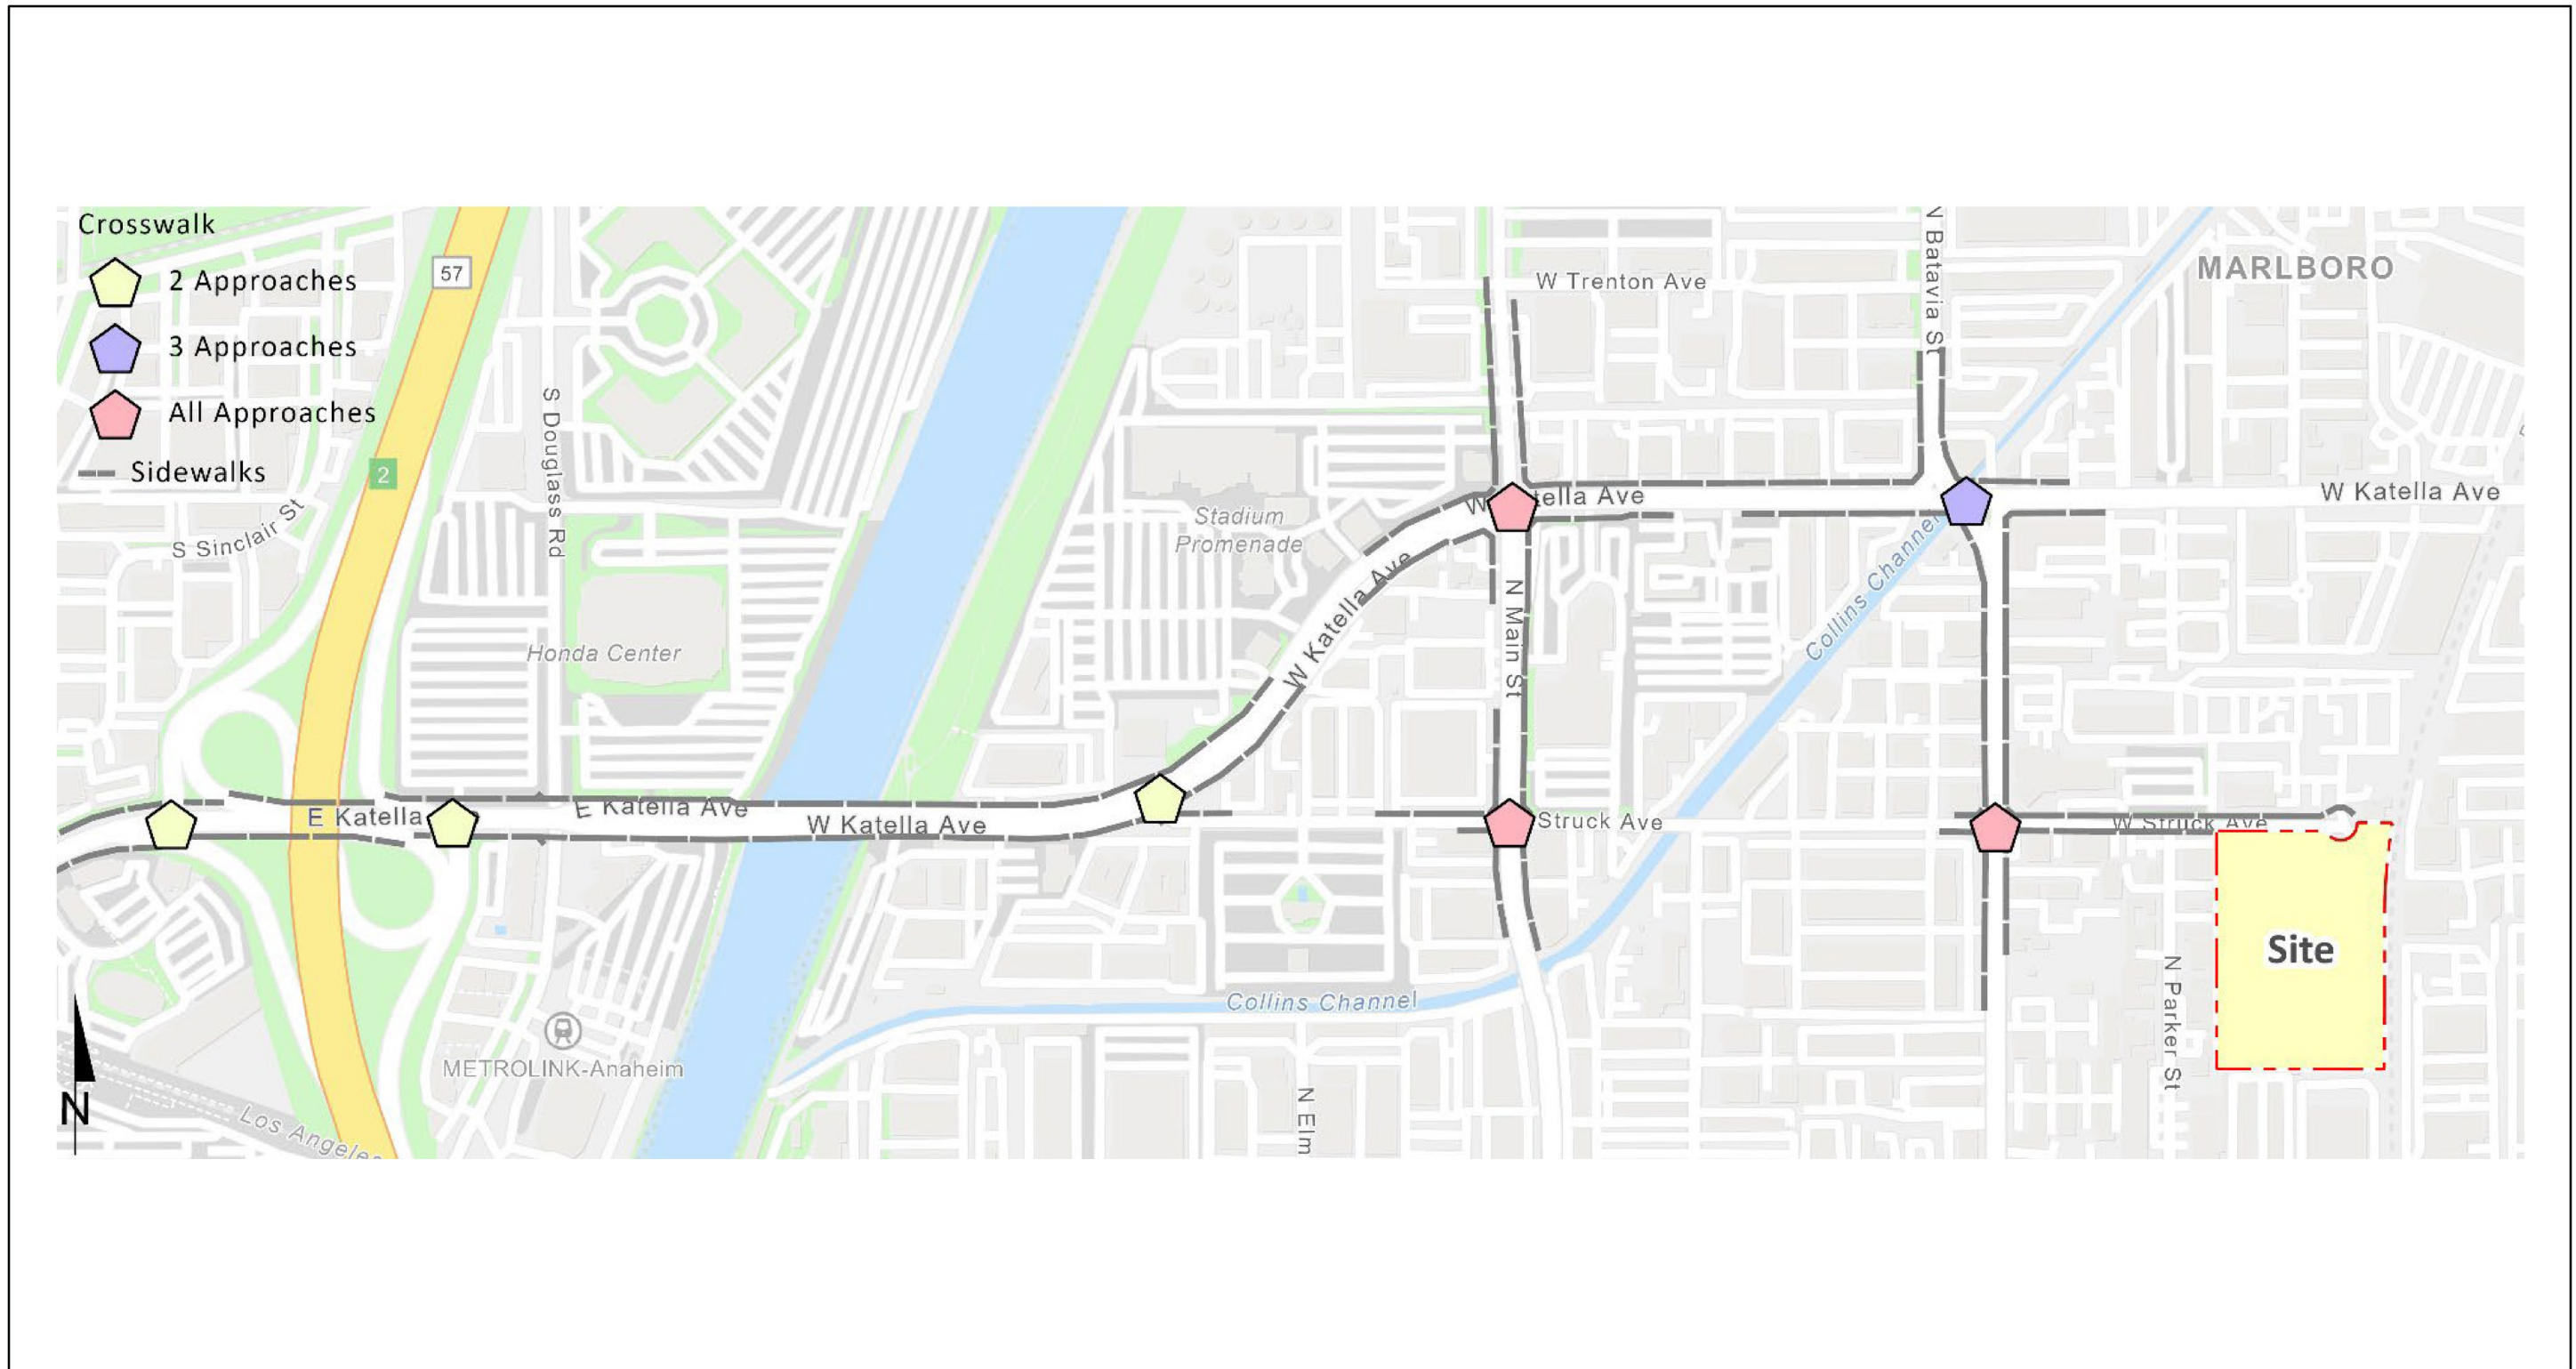 Crosswalk
2 Approaches
3 Approaches
All Approaches
Sidewalks
57
2
S Sinclair St
S Douglass Rd
Honda Center
E Katella
E Katella Ave
W Katella Ave
METROLINK-Anaheim
Los Angeles
N
Stadium
Promenade
W Katella Ave
W Trenton Ave
N Main St
Struck Ave
Collins Channel
N Elm
N Batavia St
MARLBORO
W Katella Ave
Collins Channel
W Struck Ave
N Parker St
Site